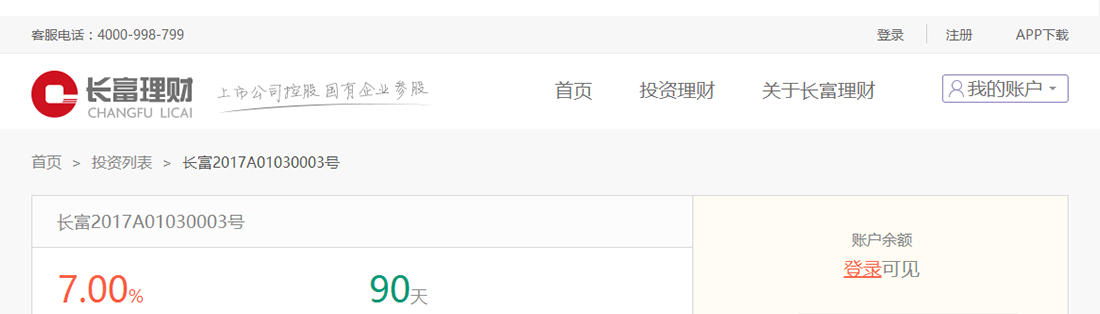 客服电话：4000-998-799 登录 注册 APP下载
长富理财 CHANGFU LICAI 上市公司控股 国有企业参股 首页 投资理财 关于长富理财 我的账户
首页 > 投资列表 > 长富2017A01030003号
长富2017A01030003号
账户余额
登录可见
7.00% 90天